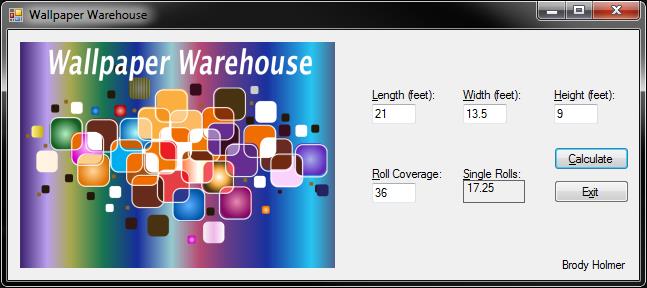 Wallpaper Warehouse
Wallpaper Warehouse
Length (feet): Width (feet): Height (feet):
21 13.5 9
Calculate
Roll Coverage: Single Rolls:
36 17.25
Exit
Brody Holmer